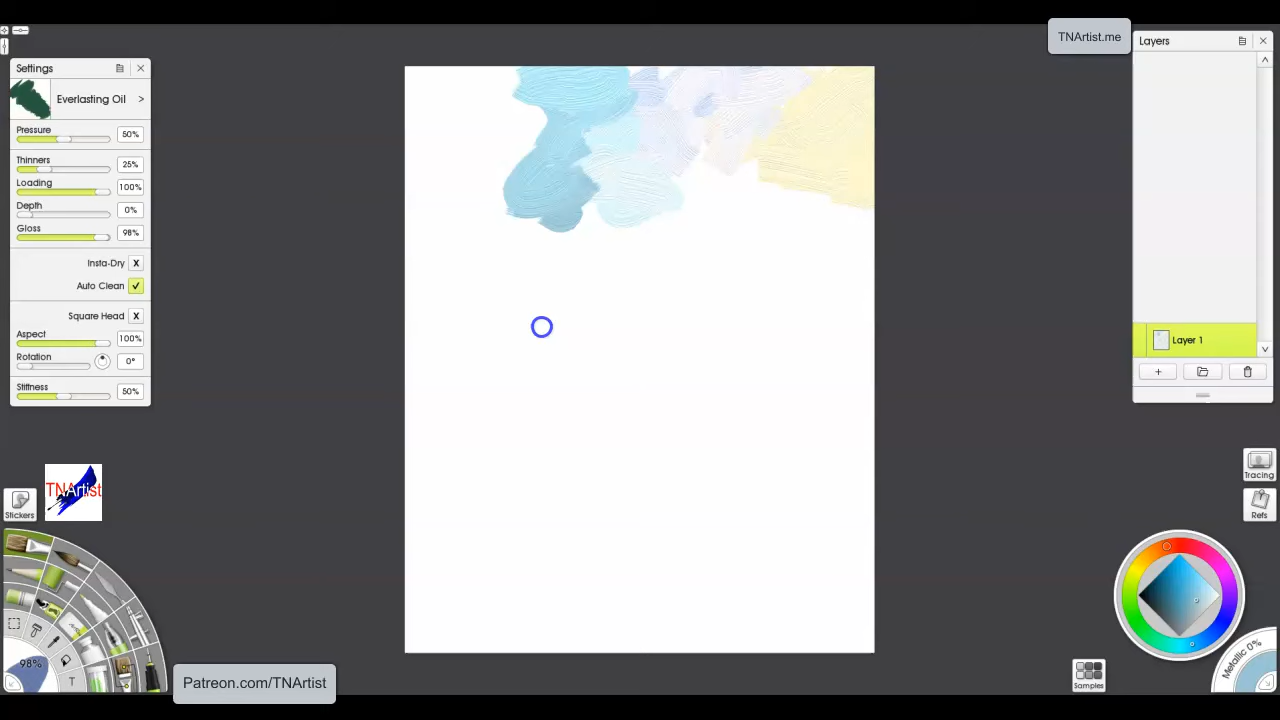 TNArtist.me
Layers
Settings
Everlasting Oil >
Pressure
50%
Thinners
25%
Loading
100%
Depth
0%
Gloss
98%
Insta-Dry X
Auto Clean
Square Head X
Aspect
100%
Rotation
0°
Stiffness
50%
Layer 1
Tracing
TNArtist
Stickers
Refs
98%
T
Patreon.com/TNArtist
Samples
Metallic 0%